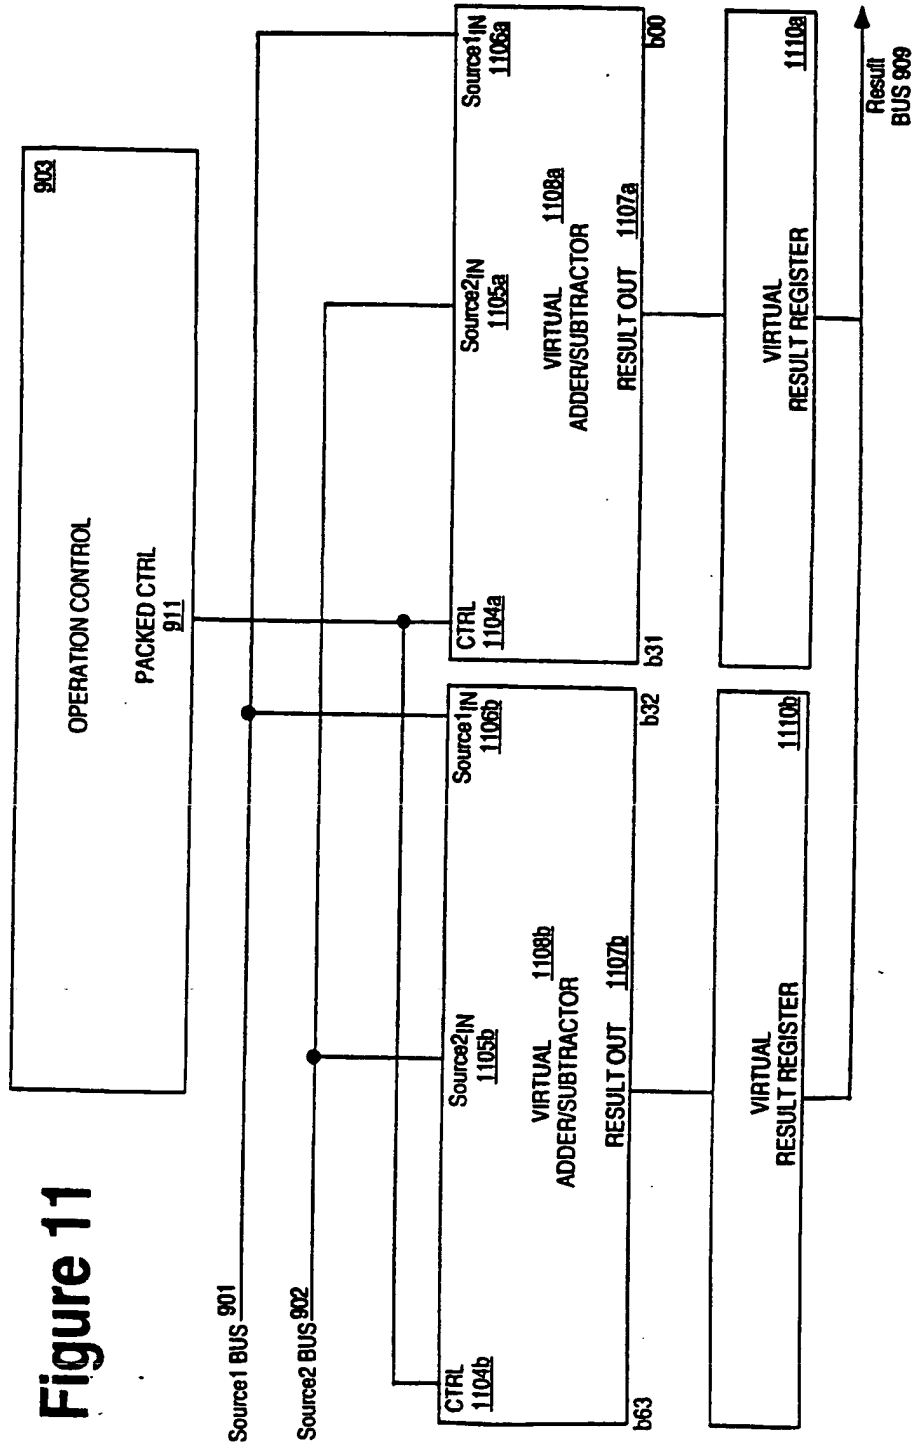 Figure 11
OPERATION CONTROL
903
PACKED CTRL
911
Source1 BUS 901
Source2 BUS 902
CTRL
1104b
Source2IN
1105b
Source1IN
1106b
VIRTUAL 1108b
ADDER/SUBTRACTOR
RESULT OUT 1107b
b63
b32
CTRL
1104a
Source2IN
1105a
Source1IN
1106a
VIRTUAL 1108a
ADDER/SUBTRACTOR
RESULT OUT 1107a
b31
b00
VIRTUAL
RESULT REGISTER
1110b
VIRTUAL
RESULT REGISTER
1110a
Result
BUS 909